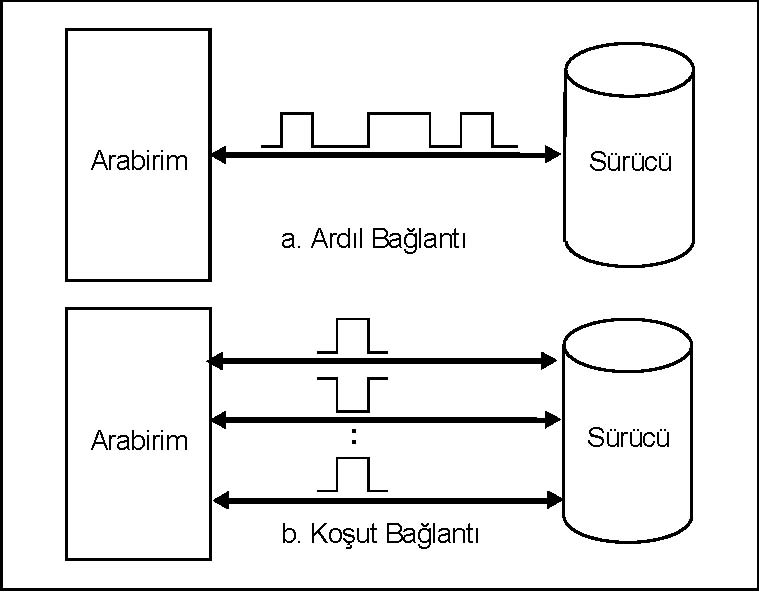 Arabirim
Sürücü
a. Ardıl Bağlantı
Arabirim
Sürücü
b. Koşut Bağlantı